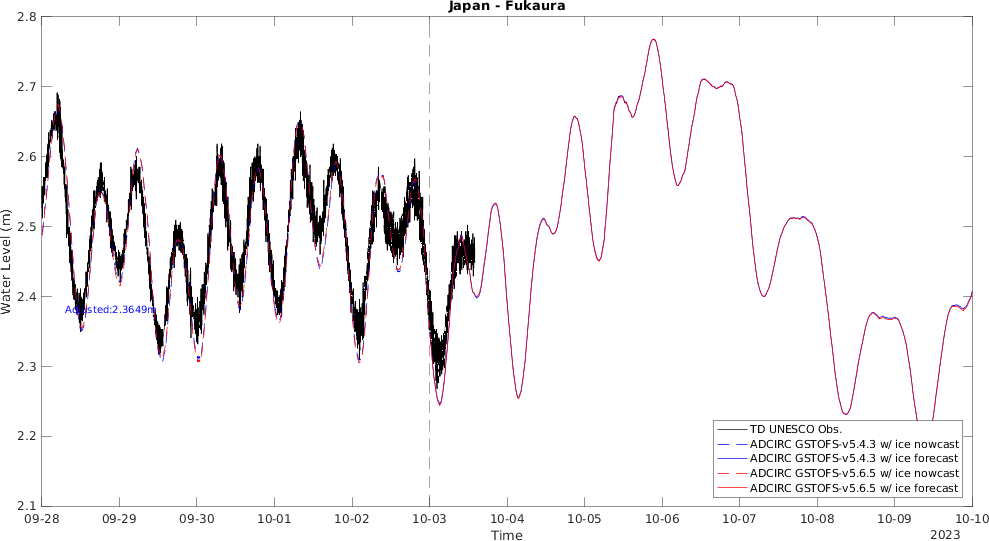 Japan - Fukaura
2.8
2.7
2.6
2.5
2.4
2.3
2.2
2.1
Water Level (m)
Adjusted:2.3649m
TD UNESCO Obs.
ADCIRC GSTOFS-v5.4.3 w/ ice nowcast
ADCIRC GSTOFS-v5.4.3 w/ ice forecast
ADCIRC GSTOFS-v5.6.5 w/ ice nowcast
ADCIRC GSTOFS-v5.6.5 w/ ice forecast
09-28 09-29 09-30 10-01 10-02 10-03 10-04 10-05 10-06 10-07 10-08 10-09 10-10
Time
2023